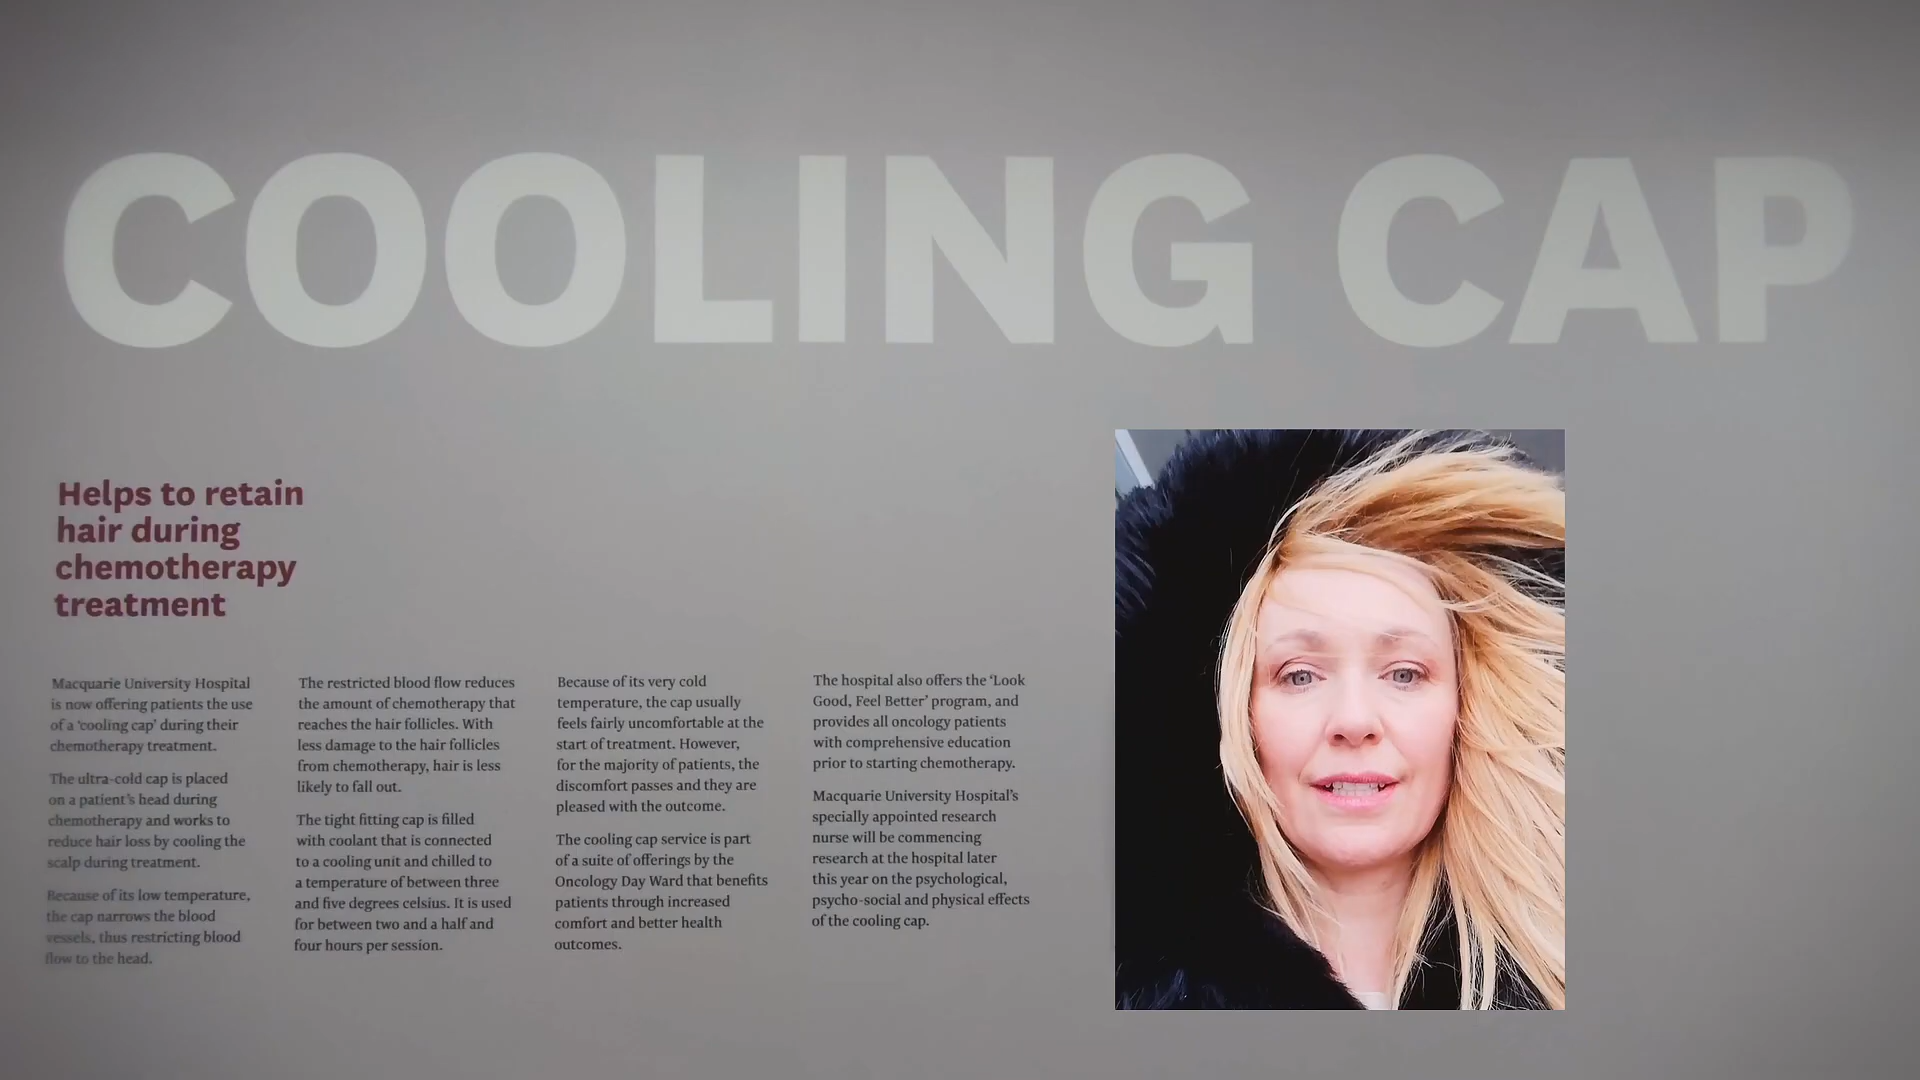 COOLING CAP
Helps to retain
hair during
chemotherapy
treatment
Macquarie University Hospital
is now offering patients the use
of a ‘cooling cap’ during their
chemotherapy treatment.
The ultra-cold cap is placed
on a patient’s head during
chemotherapy and works to
reduce hair loss by cooling the
scalp during treatment.
Because of its low temperature,
the cap narrows the blood
vessels, thus restricting blood
flow to the head.
The restricted blood flow reduces
the amount of chemotherapy that
reaches the hair follicles. With
less damage to the hair follicles
from chemotherapy, hair is less
likely to fall out.
The tight fitting cap is filled
with coolant that is connected
to a cooling unit and chilled to
a temperature of between three
and five degrees celsius. It is used
for between two and a half and
four hours per session.
Because of its very cold
temperature, the cap usually
feels fairly uncomfortable at the
start of treatment. However,
for the majority of patients, the
discomfort passes and they are
pleased with the outcome.
The cooling cap service is part
of a suite of offerings by the
Oncology Day Ward that benefits
patients through increased
comfort and better health
outcomes.
The hospital also offers the ‘Look
Good, Feel Better’ program, and
provides all oncology patients
with comprehensive education
prior to starting chemotherapy.
Macquarie University Hospital’s
specially appointed research
nurse will be commencing
research at the hospital later
this year on the psychological,
psycho-social and physical effects
of the cooling cap.